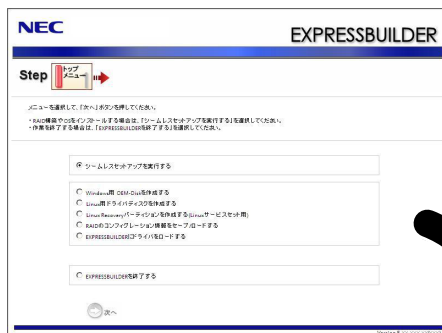 NEC
EXPRESSBUILDER
Step
トップ
メニュー
メニューを選択して、「次へ」ボタンを押してください。
・RAID構築やOSをインストールする場合は、「シームレスセットアップを実行する」を選択してください。
・作業を終了する場合は、「EXPRESSBUILDERを終了する」を選択してください。
シームレスセットアップを実行する
Windows用 OEM-Diskを作成する
Linux用ドライバディスクを作成する
Linux Recoveryパーティションを作成する(Linuxサービスセット用)
RAIDのコンフィグレーション情報をセーブ/ロードする
EXPRESSBUILDERにドライバをロードする
EXPRESSBUILDERを終了する
次へ
Version